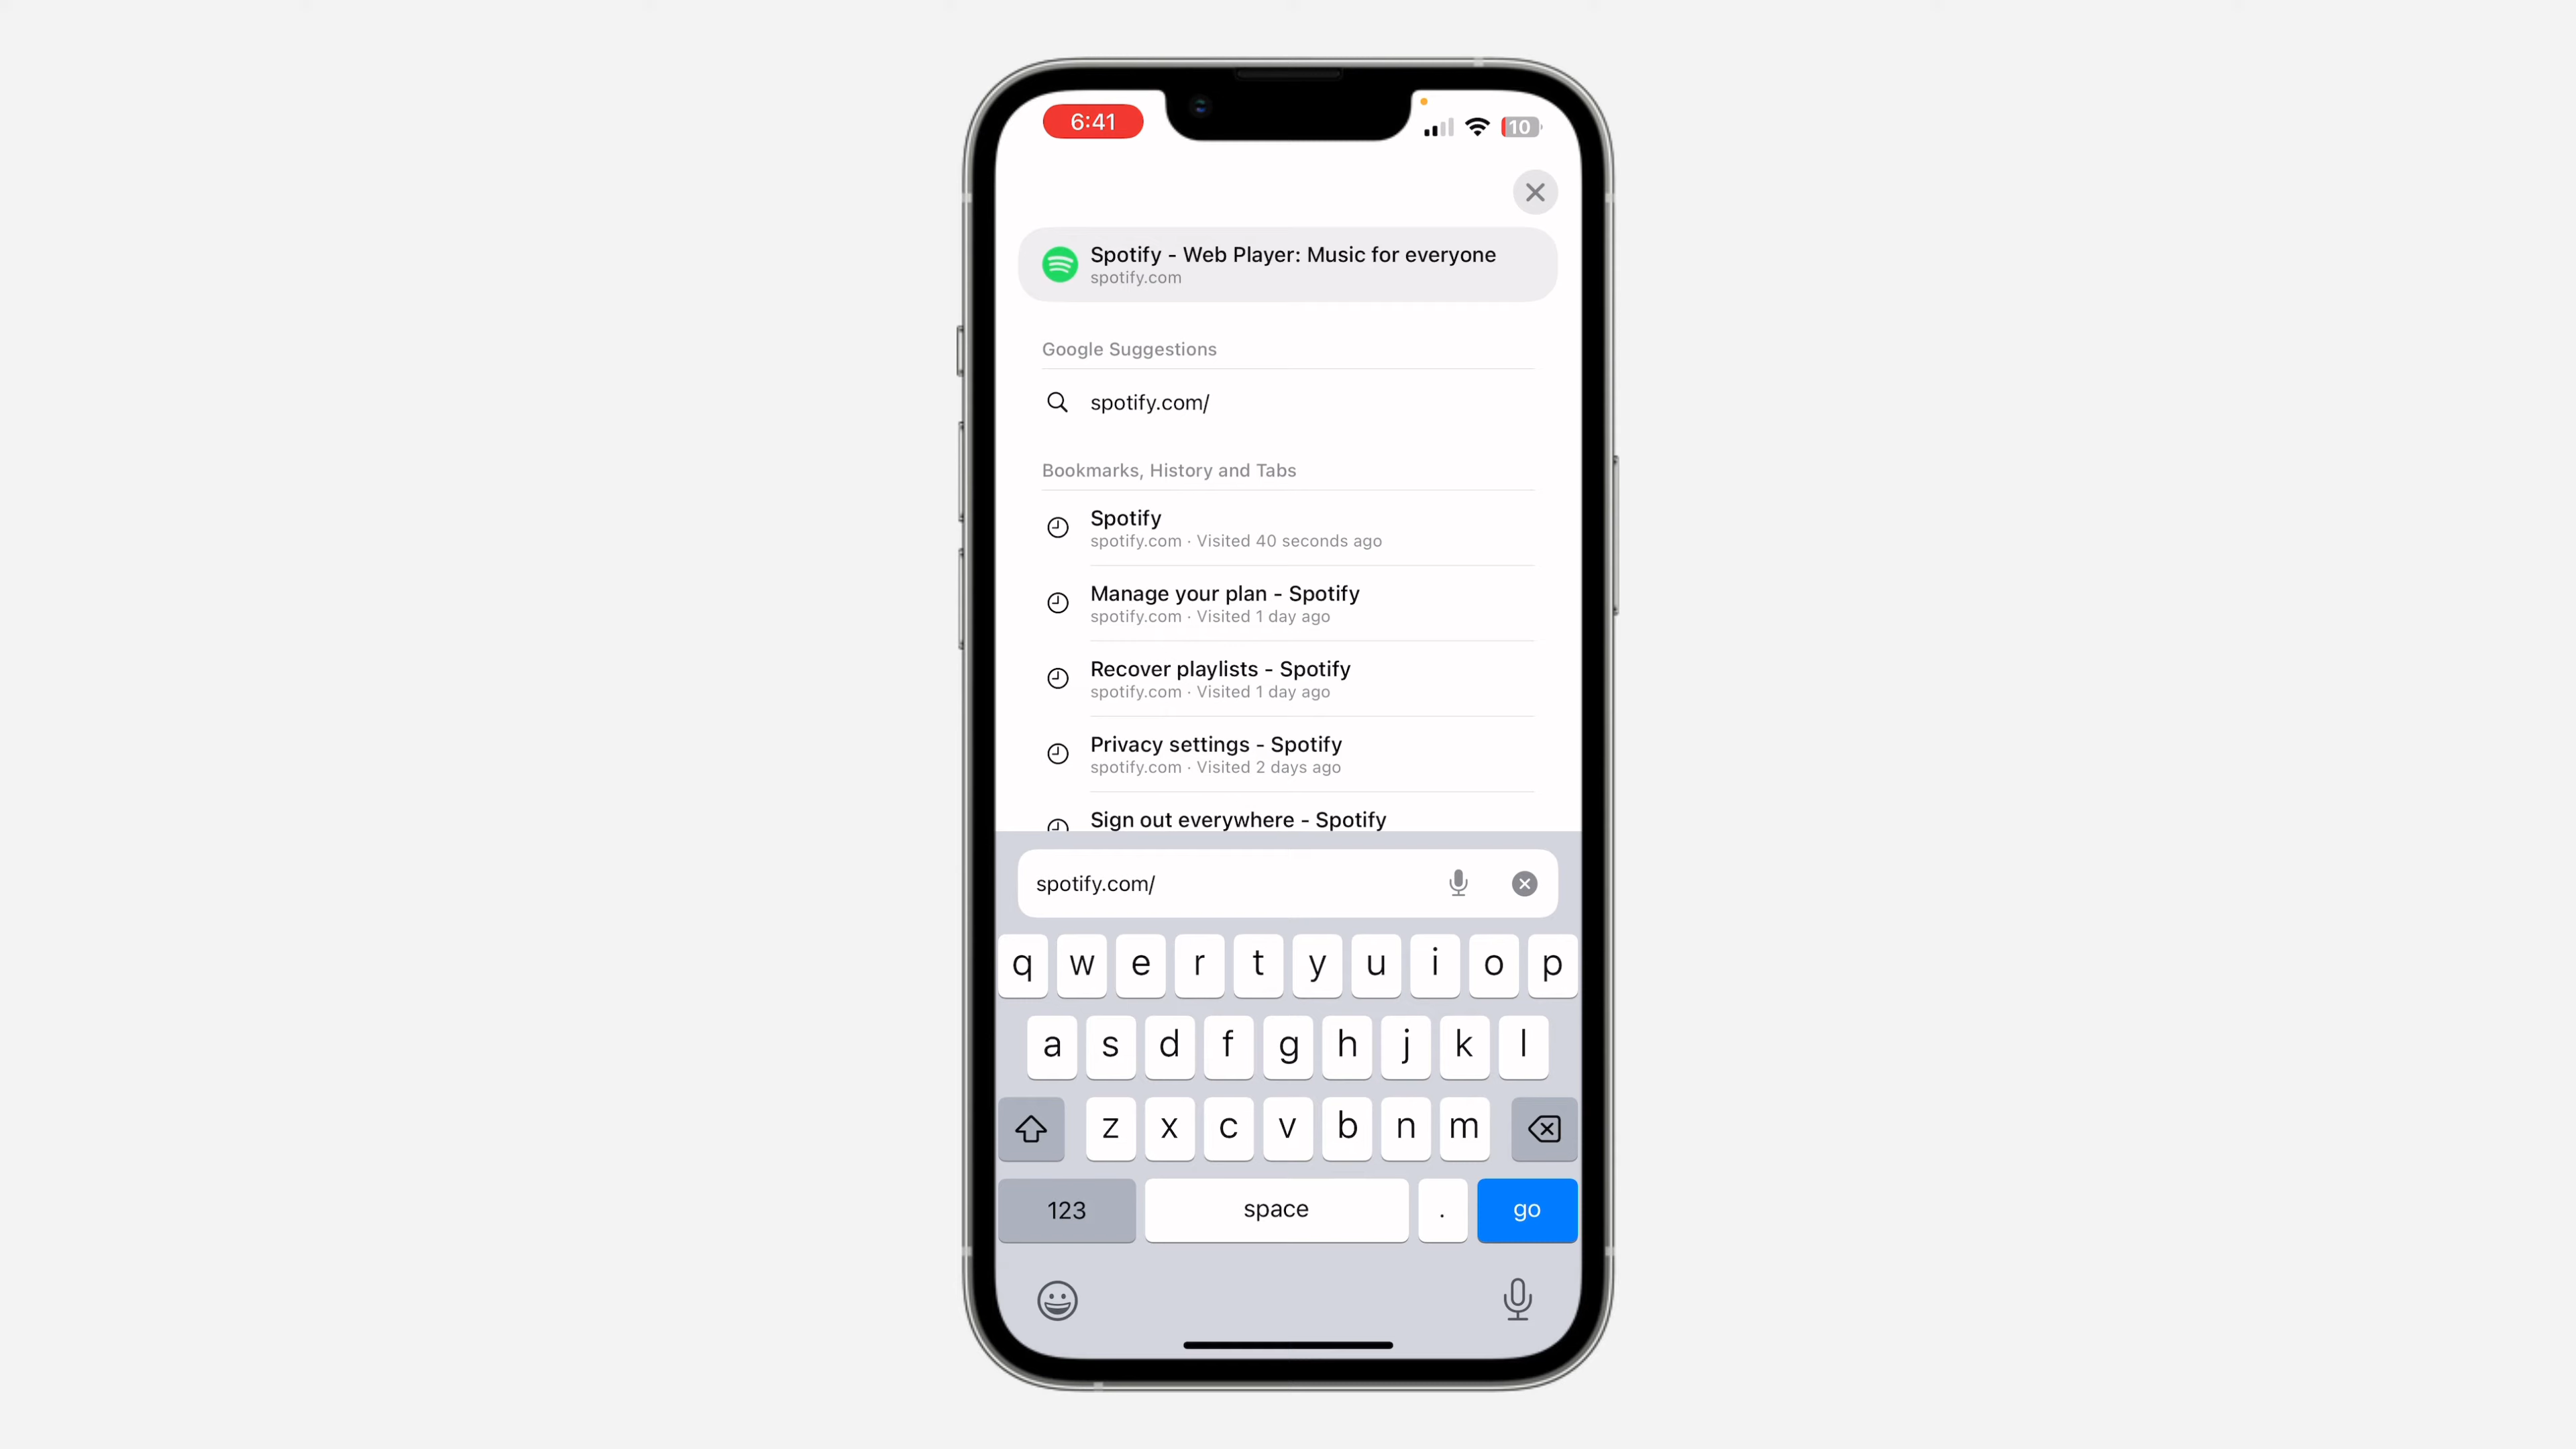 6:41
10
Spotify - Web Player: Music for everyone
spotify.com
Google Suggestions
spotify.com/
Bookmarks, History and Tabs
Spotify
spotify.com · Visited 40 seconds ago
Manage your plan - Spotify
spotify.com · Visited 1 day ago
Recover playlists - Spotify
spotify.com · Visited 1 day ago
Privacy settings - Spotify
spotify.com · Visited 2 days ago
Sign out everywhere - Spotify
spotify.com/
q w e r t y u i o p
a s d f g h j k l
z x c v b n m
123 space . go